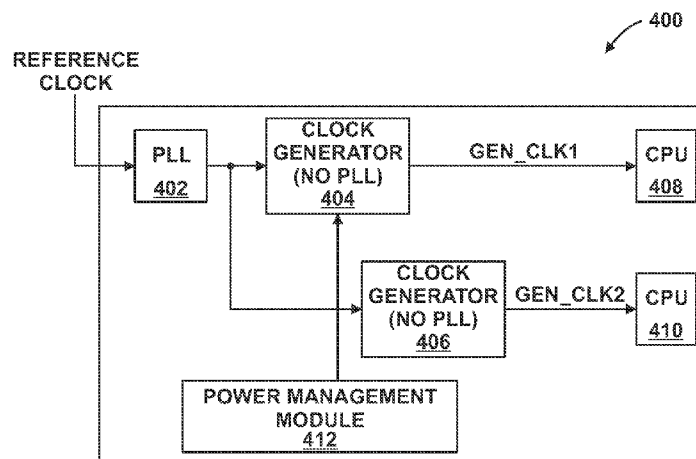 400
REFERENCE
CLOCK
PLL
402
CLOCK
GENERATOR
(NO PLL)
404
GEN_CLK1
CPU
408
CLOCK
GENERATOR
(NO PLL)
406
GEN_CLK2
CPU
410
POWER MANAGEMENT
MODULE
412